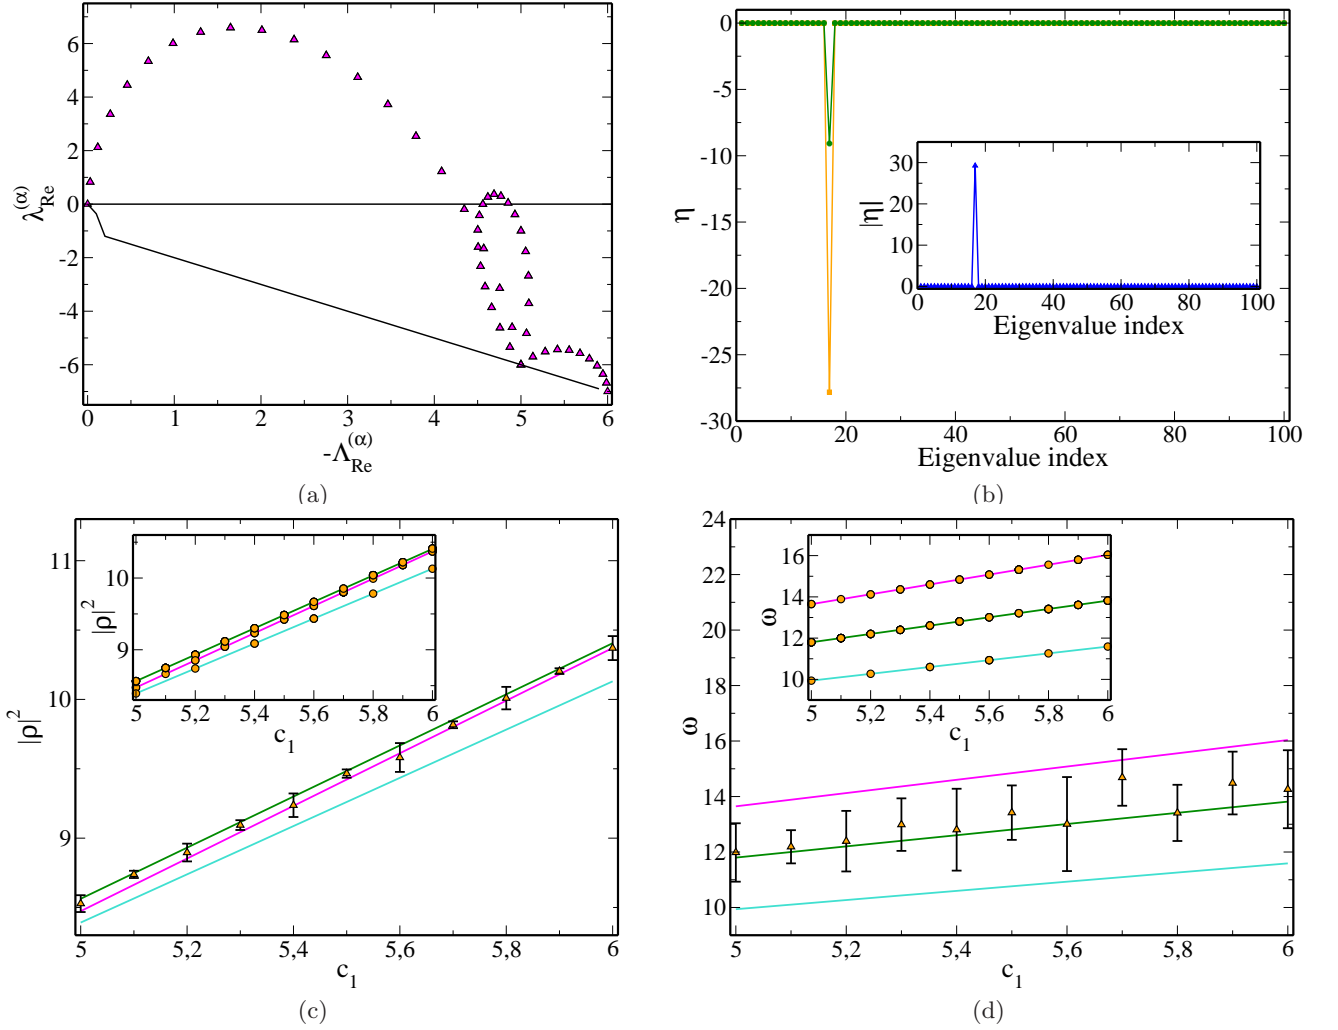 6
4
2
0
-2
-4
-6
λ_Re^(α)
0 1 2 3 4 5 6
-Λ_Re^(α)
(a)
0
-5
-10
-15
-20
-25
-30
η
0 20 40 60 80 100
Eigenvalue index
30
20
10
0
|η|
0 20 40 60 80 100
Eigenvalue index
(b)
11
10
9
|ρ|^2
5 5,2 5,4 5,6 5,8 6
c_1
10
9
|ρ|^2
5 5,2 5,4 5,6 5,8 6
c_1
(c)
24
22
20
18
16
14
12
10
ω
5 5,2 5,4 5,6 5,8 6
c_1
16
14
12
10
ω
5 5,2 5,4 5,6 5,8 6
c_1
(d)